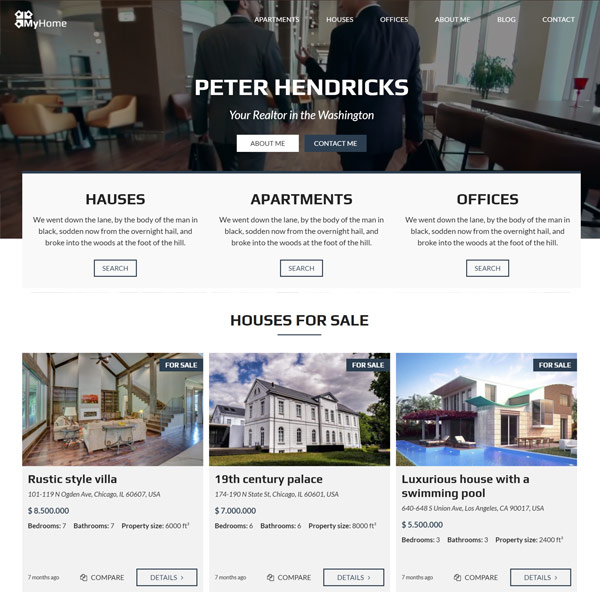 MyHome
APARTMENTS HOUSES OFFICES ABOUT ME BLOG CONTACT
PETER HENDRICKS
Your Realtor in the Washington
ABOUT ME CONTACT ME
HAUSES
We went down the lane, by the body of the man in
black, sodden now from the overnight hail, and
broke into the woods at the foot of the hill.
SEARCH
APARTMENTS
We went down the lane, by the body of the man in
black, sodden now from the overnight hail, and
broke into the woods at the foot of the hill.
SEARCH
OFFICES
We went down the lane, by the body of the man in
black, sodden now from the overnight hail, and
broke into the woods at the foot of the hill.
SEARCH
HOUSES FOR SALE
FOR SALE
Rustic style villa
101-119 N Ogden Ave, Chicago, IL 60607, USA
$ 8.500.000
Bedrooms: 7 Bathrooms: 7 Property size: 6000 ft²
7 months ago COMPARE DETAILS >
FOR SALE
19th century palace
174-190 N State St, Chicago, IL 60601, USA
$ 7.000.000
Bedrooms: 6 Bathrooms: 6 Property size: 8000 ft²
7 months ago COMPARE DETAILS >
FOR SALE
Luxurious house with a
swimming pool
640-648 S Union Ave, Los Angeles, CA 90017, USA
$ 5.500.000
Bedrooms: 3 Bathrooms: 3 Property size: 2400 ft²
7 months ago COMPARE DETAILS >